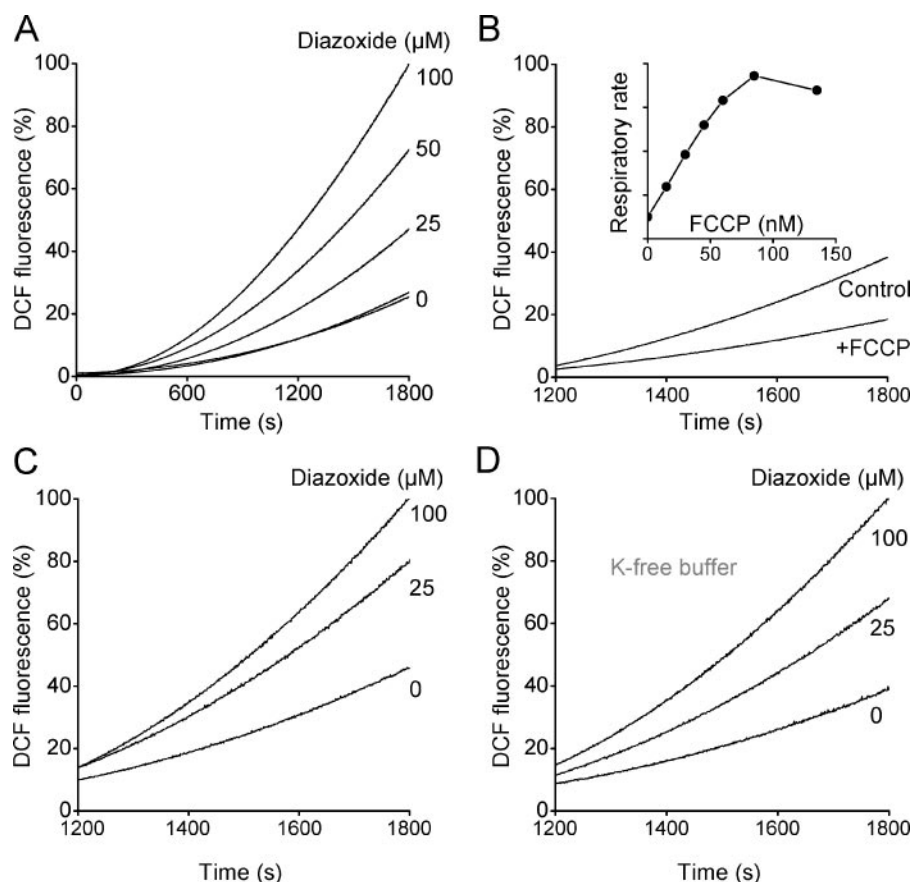 A
Diazoxide (µM)
DCF fluorescence (%)
100
80
60
40
20
0
100
50
25
0
0
600
1200
1800
Time (s)
B
DCF fluorescence (%)
100
80
60
40
20
0
Respiratory rate
FCCP (nM)
0
50
100
150
Control
+FCCP
1200
1400
1600
1800
Time (s)
C
Diazoxide (µM)
DCF fluorescence (%)
100
80
60
40
20
0
100
25
0
1200
1400
1600
1800
Time (s)
D
Diazoxide (µM)
DCF fluorescence (%)
100
80
60
40
20
0
K-free buffer
100
25
0
1200
1400
1600
1800
Time (s)